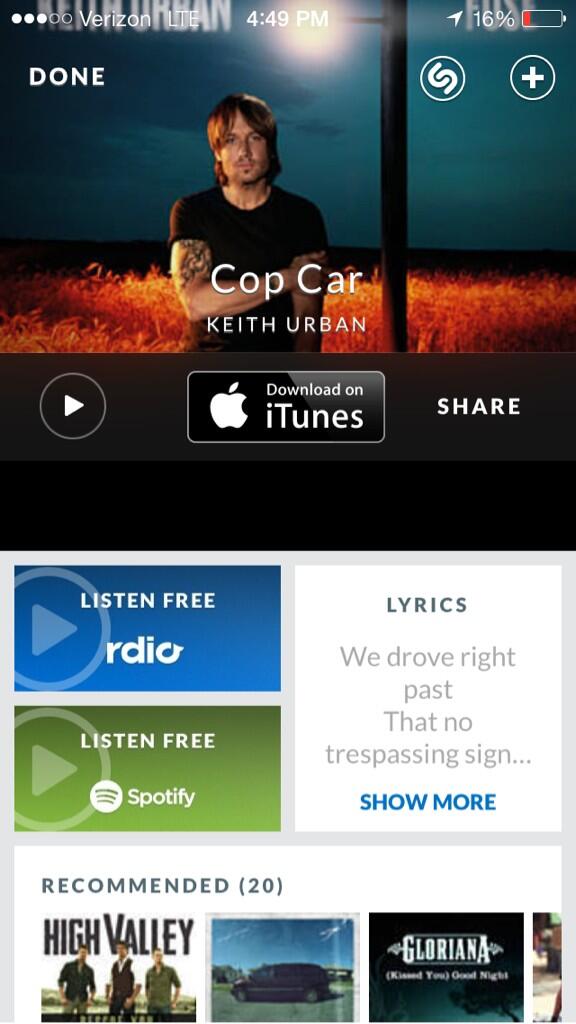 Verizon LTE 4:49 PM 16%
DONE
Cop Car
KEITH URBAN
Download on
iTunes
SHARE
LISTEN FREE
rdio
LISTEN FREE
Spotify
LYRICS
We drove right
past
That no
trespassing sign...
SHOW MORE
RECOMMENDED (20)
HIGH VALLEY
GLORIANA
(Kissed You) Good Night